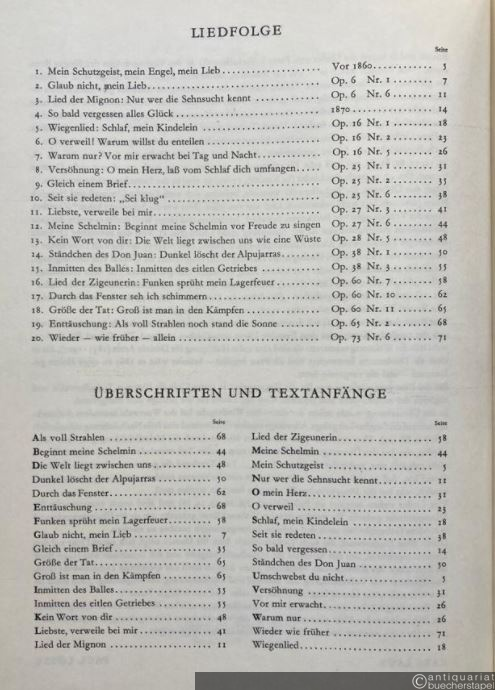 LIEDFOLGE
Seite
1. Mein Schutzgeist, mein Engel, mein Lieb . . . . . Vor 1860 . . . . . 5
2. Glaub nicht, mein Lieb . . . . . Op. 6 Nr. 1 . . . . . 7
3. Lied der Mignon: Nur wer die Sehnsucht kennt . . . . . Op. 6 Nr. 6 . . . . . 11
4. So bald vergessen alles Glück . . . . . 1870 . . . . . 14
5. Wiegenlied: Schlaf, mein Kindelein . . . . . Op. 16 Nr. 1 . . . . . 18
6. O verweil! Warum willst du enteilen . . . . . Op. 16 Nr. 2 . . . . . 23
7. Warum nur? Vor mir erwacht bei Tag und Nacht . . . . . Op. 16 Nr. 5 . . . . . 26
8. Versöhnung: O mein Herz, laß vom Schlaf dich umfangen . . . . . Op. 25 Nr. 1 . . . . . 31
9. Gleich einem Brief . . . . . Op. 25 Nr. 2 . . . . . 35
10. Seit sie redeten: „Sei klug“ . . . . . Op. 25 Nr. 6 . . . . . 38
11. Liebste, verweile bei mir . . . . . Op. 27 Nr. 3 . . . . . 41
12. Meine Schelmin: Beginnt meine Schelmin vor Freude zu singen Op. 27 Nr. 6 . . . . . 44
13. Kein Wort von dir: Die Welt liegt zwischen uns wie eine Wüste Op. 28 Nr. 5 . . . . . 48
14. Ständchen des Don Juan: Dunkel löscht der Alpujarras . . . . . Op. 38 Nr. 1 . . . . . 50
15. Inmitten des Balles: Inmitten des eitlen Getriebes . . . . . Op. 38 Nr. 3 . . . . . 55
16. Lied der Zigeunerin: Funken sprüht mein Lagerfeuer . . . . . Op. 60 Nr. 7 . . . . . 58
17. Durch das Fenster seh ich schimmern . . . . . Op. 60 Nr. 10 . . . . . 62
18. Größe der Tat: Groß ist man in den Kämpfen . . . . . Op. 60 Nr. 11 . . . . . 65
19. Enttäuschung: Als voll Strahlen noch stand die Sonne . . . . . Op. 65 Nr. 2 . . . . . 68
20. Wieder — wie früher — allein . . . . . Op. 73 Nr. 6 . . . . . 71
ÜBERSCHRIFTEN UND TEXTANFÄNGE
Seite
Als voll Strahlen . . . . . 68
Beginnt meine Schelmin . . . . . 44
Die Welt liegt zwischen uns . . . . . 48
Dunkel löscht der Alpujarras . . . . . 50
Durch das Fenster . . . . . 62
Enttäuschung . . . . . 68
Funken sprüht mein Lagerfeuer . . . . . 58
Glaub nicht, mein Lieb . . . . . 7
Gleich einem Brief . . . . . 35
Größe der Tat . . . . . 65
Groß ist man in den Kämpfen . . . . . 65
Inmitten des Balles . . . . . 55
Inmitten des eitlen Getriebes . . . . . 55
Kein Wort von dir . . . . . 48
Liebste, verweile bei mir . . . . . 41
Lied der Mignon . . . . . 11
Seite
Lied der Zigeunerin . . . . . 58
Meine Schelmin . . . . . 44
Mein Schutzgeist . . . . . 5
Nur wer die Sehnsucht kennt . . . . . 11
O mein Herz . . . . . 31
O verweil . . . . . 23
Schlaf, mein Kindelein . . . . . 18
Seit sie redeten . . . . . 38
So bald vergessen . . . . . 14
Ständchen des Don Juan . . . . . 50
Umschwebst du nicht . . . . . 5
Versöhnung . . . . . 31
Vor mir erwacht . . . . . 26
Warum nur . . . . . 26
Wieder wie früher . . . . . 71
Wiegenlied . . . . . 18
antiquariat
buecherstapel